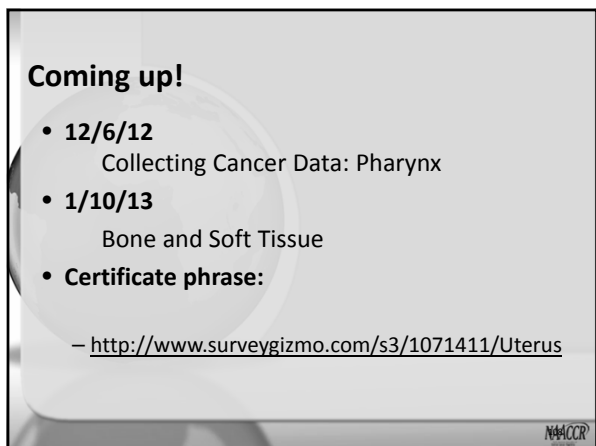 Coming up!
• 12/6/12
Collecting Cancer Data: Pharynx
• 1/10/13
Bone and Soft Tissue
• Certificate phrase:
– http://www.surveygizmo.com/s3/1071411/Uterus
NAACCR